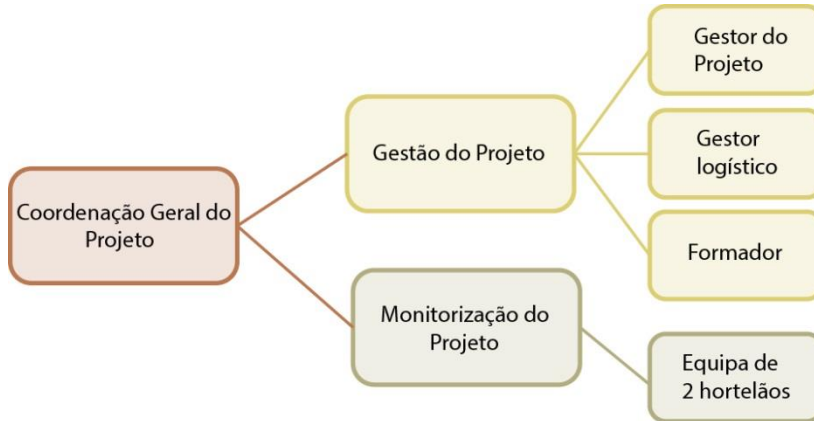 Coordenação Geral do
Projeto
Gestão do Projeto
Gestor do
Projeto
Gestor
logístico
Formador
Monitorização do
Projeto
Equipa de
2 hortelãos